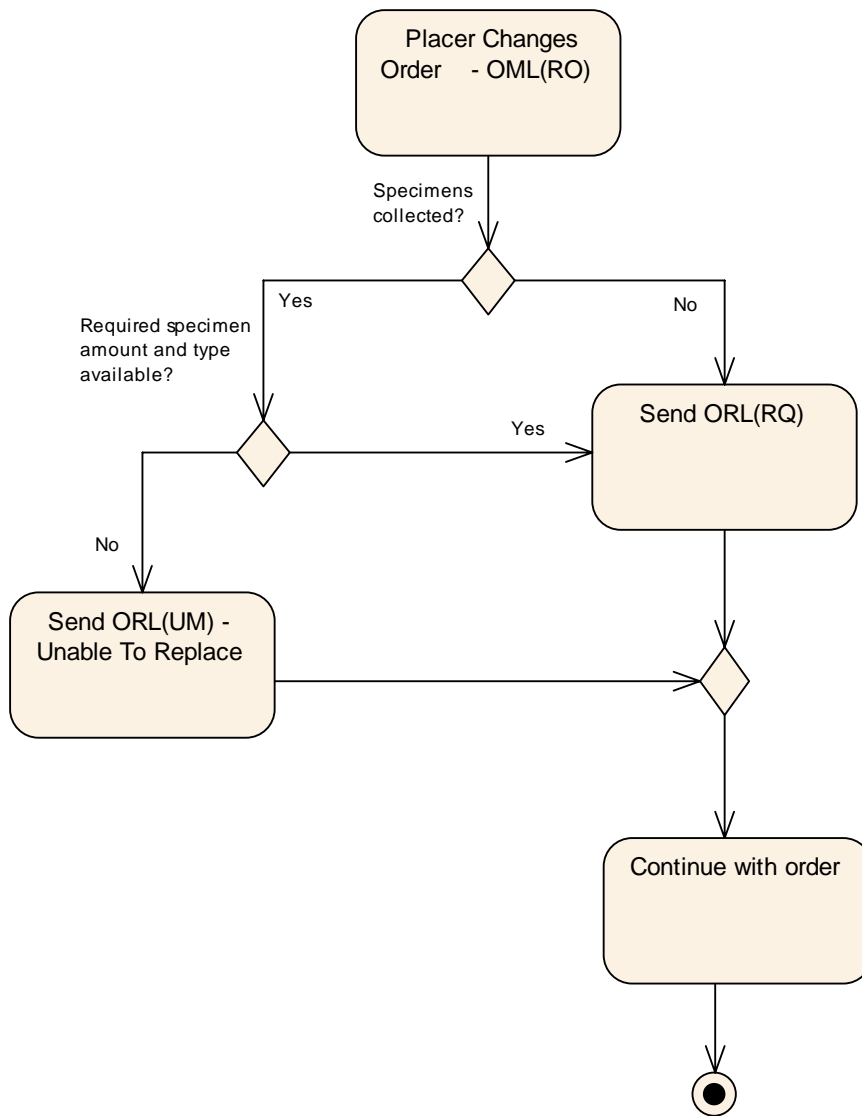 Placer Changes
Order - OML(RO)
Specimens
collected?
Yes
No
Required specimen
amount and type
available?
Send ORL(RQ)
Yes
No
Send ORL(UM) -
Unable To Replace
Continue with order